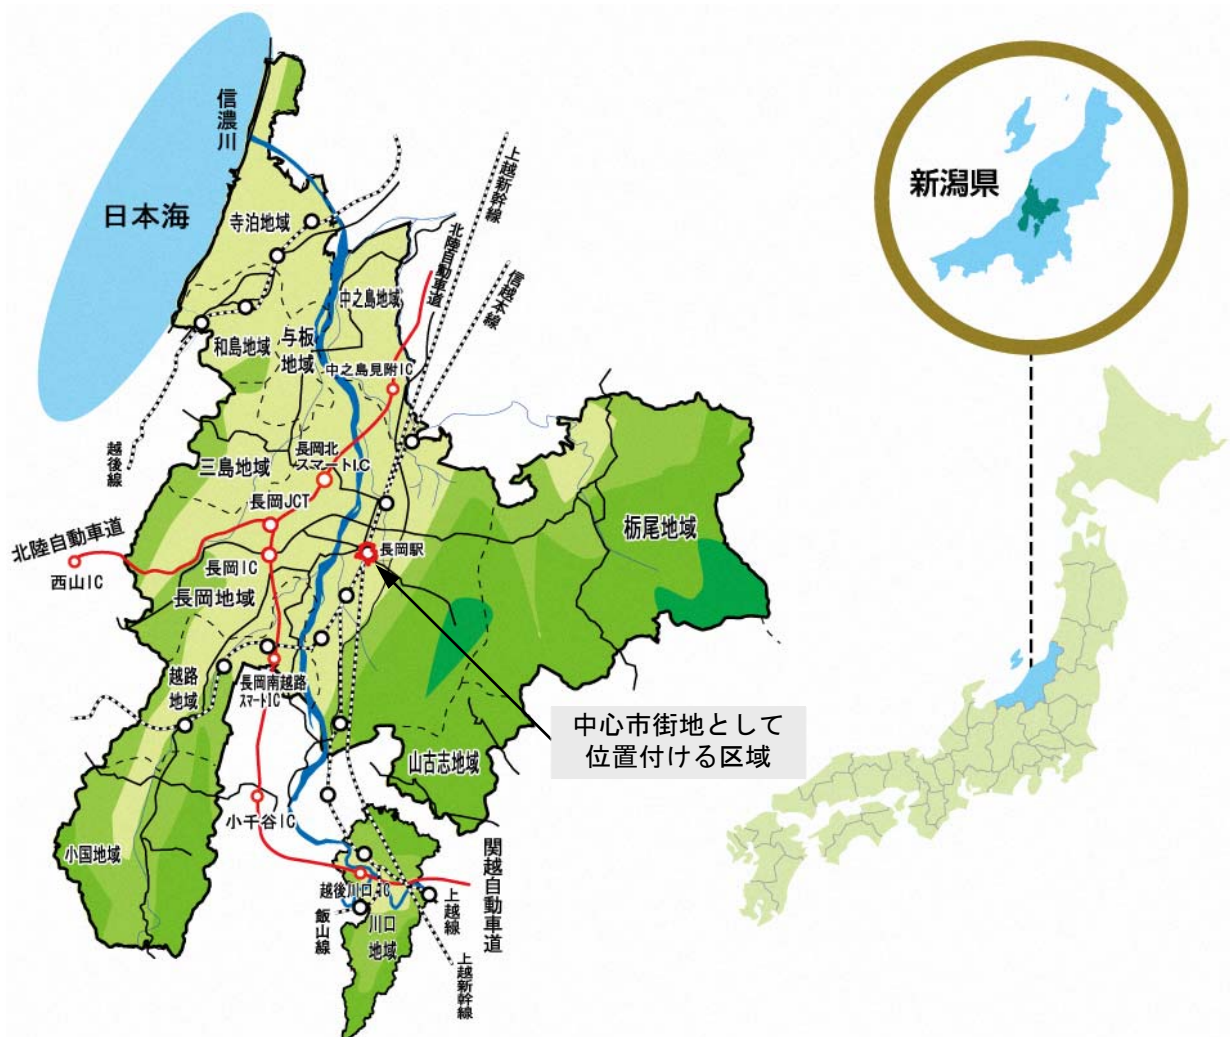 信濃川
日本海
寺泊地域
上越新幹線
北陸自動車道
信越本線
中之島地域
和島地域
与板
地域
中之島見附IC
越後線
三島地域
長岡北
スマートI.C
長岡JCT
北陸自動車道
西山IC
長岡IC
長岡駅
栃尾地域
長岡地域
越路
地域
長岡南越路
スマートIC
中心市街地として
位置付ける区域
山古志地域
小千谷IC
小国地域
関越自動車道
越後川口IC
飯山線
川口
地域
上越線
上越新幹線
新潟県